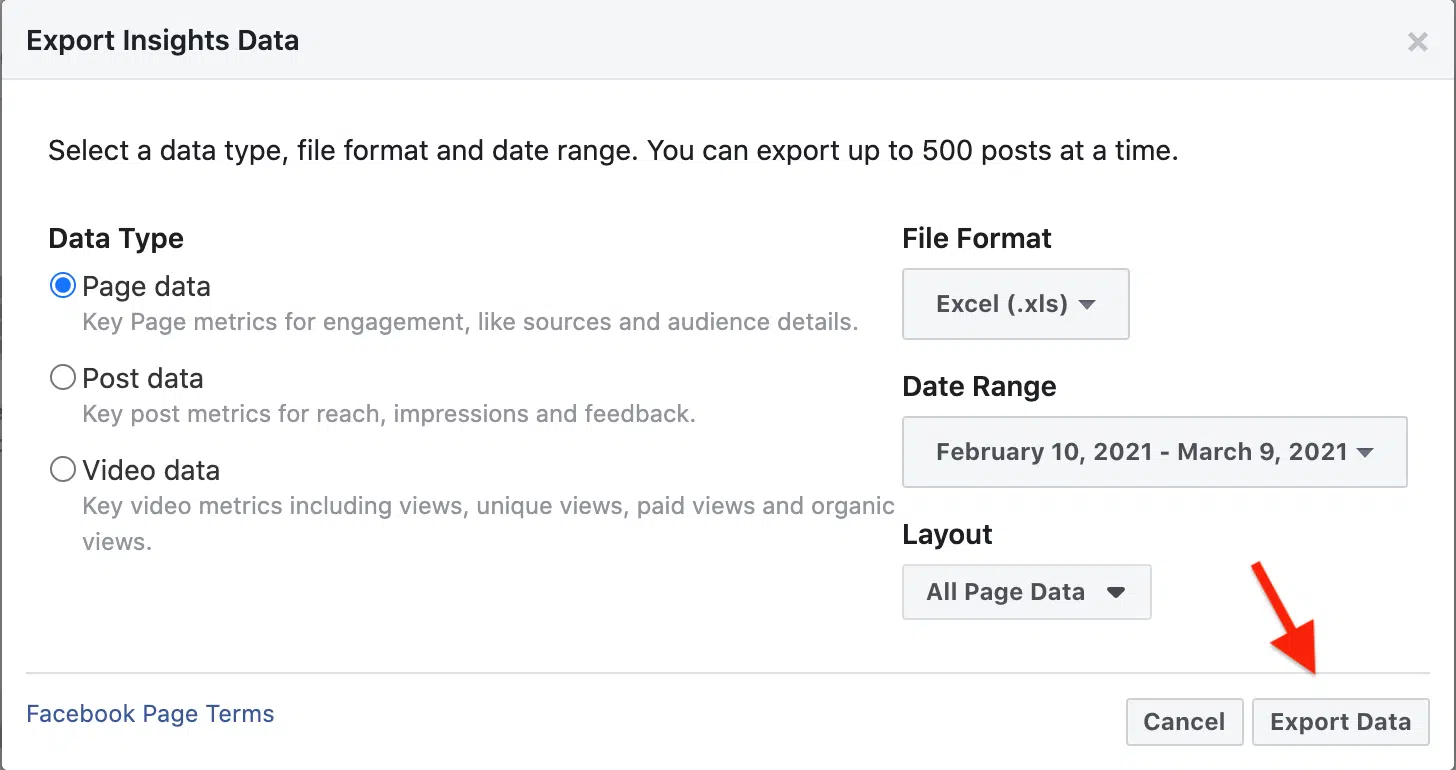 Export Insights Data
Select a data type, file format and date range. You can export up to 500 posts at a time.
Data Type
Page data
Key Page metrics for engagement, like sources and audience details.
Post data
Key post metrics for reach, impressions and feedback.
Video data
Key video metrics including views, unique views, paid views and organic
views.
File Format
Excel (.xls)
Date Range
February 10, 2021 - March 9, 2021
Layout
All Page Data
Facebook Page Terms
Cancel
Export Data